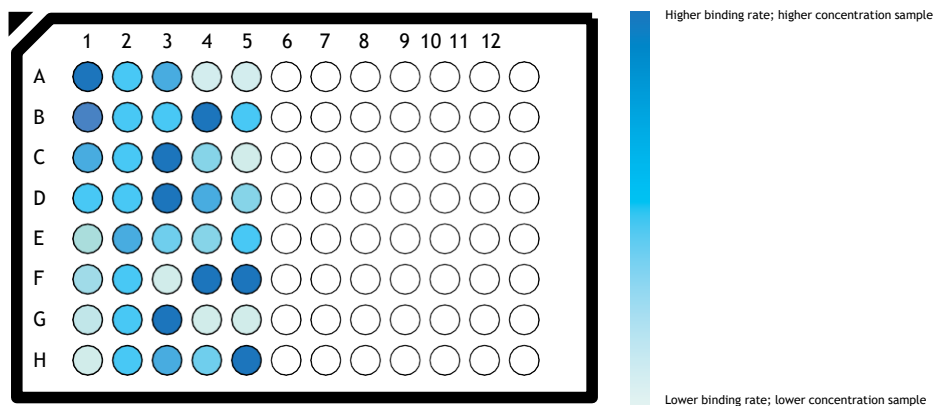 1 2 3 4 5 6 7 8 9 10 11 12
A
B
C
D
E
F
G
H
Higher binding rate; higher concentration sample
Lower binding rate; lower concentration sample